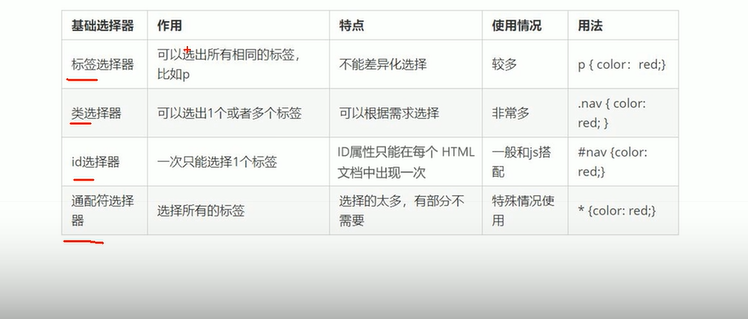 基础选择器 作用 特点 使用情况 用法
标签选择器 可以选出所有相同的标签，比如p 不能差异化选择 较多 p { color：red;}
类选择器 可以选出1个或者多个标签 可以根据需求选择 非常多 .nav { color: red; }
id选择器 一次只能选择1个标签 ID属性只能在每个 HTML 文档中出现一次 一般和js搭配 #nav {color: red;}
通配符选择器 选择所有的标签 选择的太多，有部分不需要 特殊情况使用 * {color: red;}